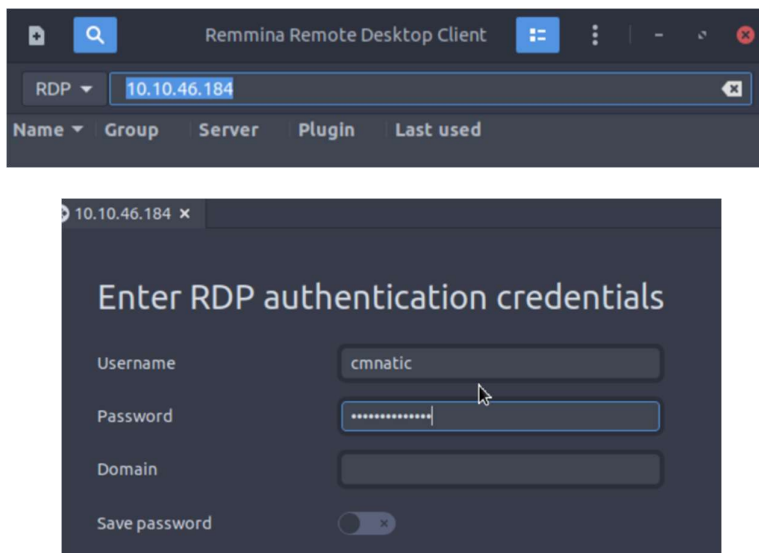 Remmina Remote Desktop Client
RDP 10.10.46.184
Name Group Server Plugin Last used
10.10.46.184
Enter RDP authentication credentials
Username cmnatic
Password ••••••••••••••
Domain
Save password